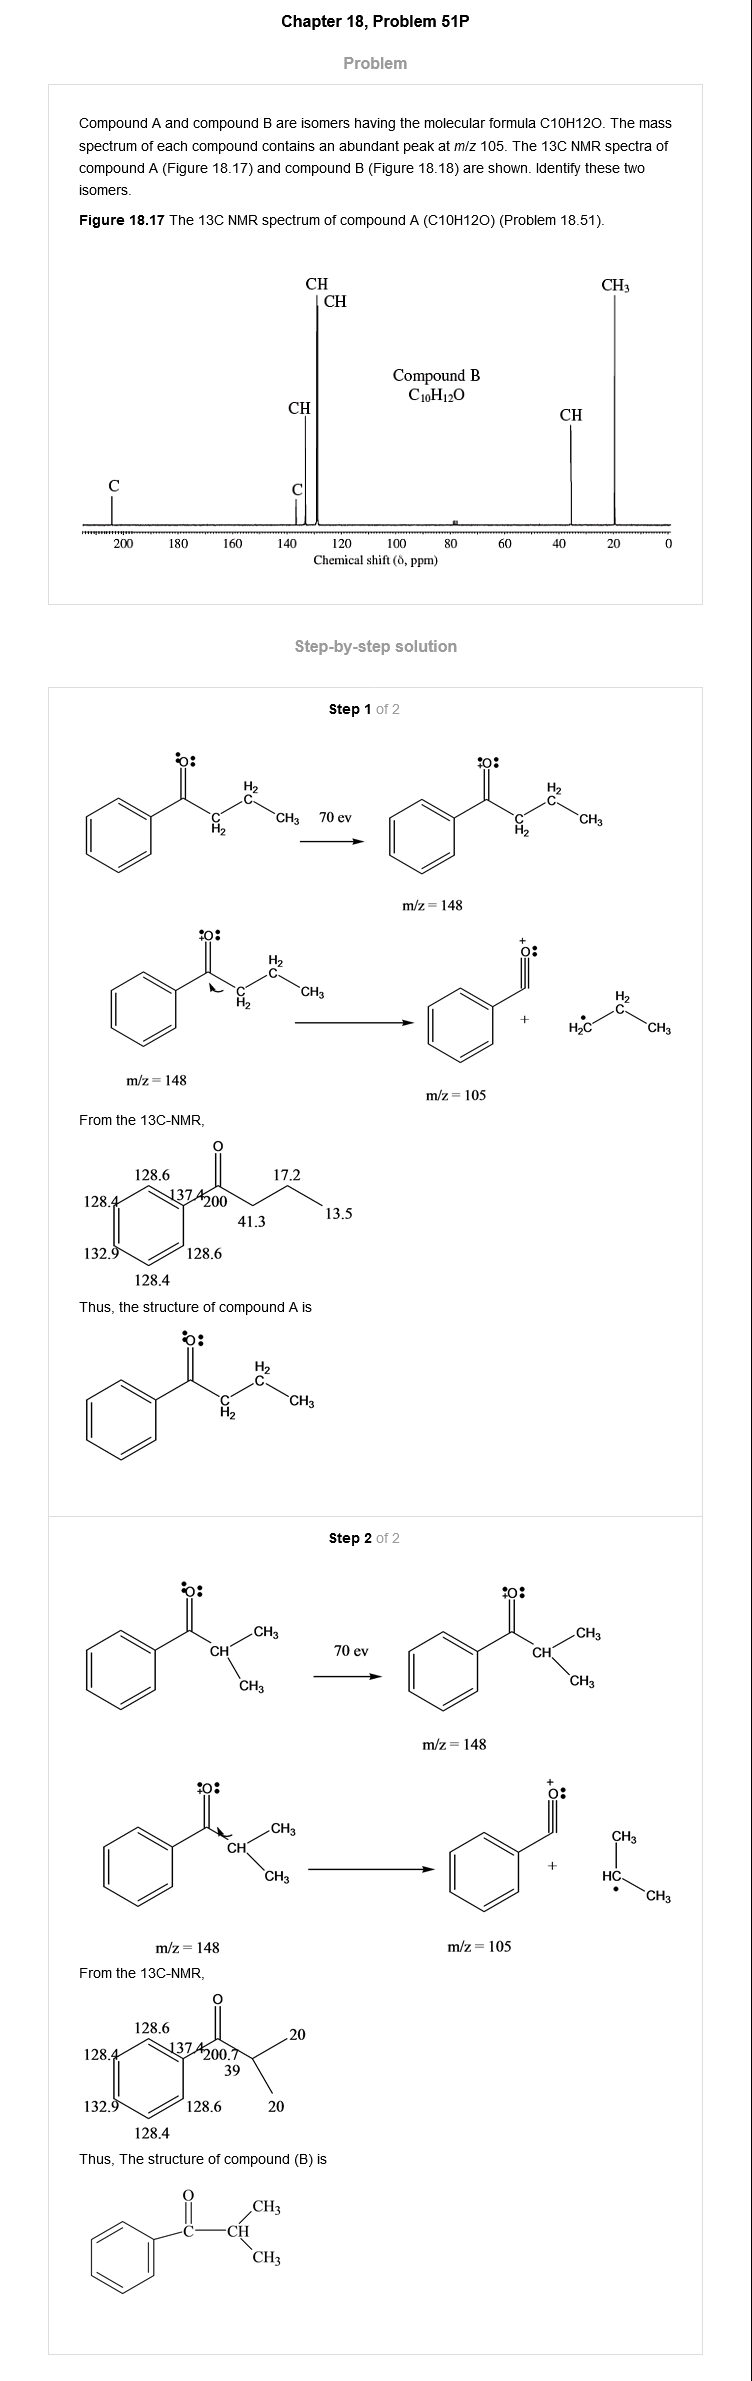 Chapter 18, Problem 51P
Problem
Compound A and compound B are isomers having the molecular formula C10H12O. The mass
spectrum of each compound contains an abundant peak at m/z 105. The 13C NMR spectra of
compound A (Figure 18.17) and compound B (Figure 18.18) are shown. Identify these two
isomers.
Figure 18.17 The 13C NMR spectrum of compound A (C10H12O) (Problem 18.51).
CH
CH
CH3
Compound B
C10H12O
CH
CH
C
C
200 180 160 140 120 100 80 60 40 20 0
Chemical shift (δ, ppm)
Step-by-step solution
Step 1 of 2
:O:
H2
C
C
H2
CH3
70 ev
:O:
H2
C
C
H2
CH3
m/z = 148
:O:
H2
C
C
H2
CH3
m/z = 148
+
O:
+
H2C
H2
C
CH3
m/z = 105
From the 13C-NMR,
O
128.6
17.2
128.4
137.4
200
41.3
13.5
132.9
128.6
128.4
Thus, the structure of compound A is
:O:
H2
C
C
H2
CH3
Step 2 of 2
:O:
CH3
CH
CH3
70 ev
:O:
CH3
CH
CH3
m/z = 148
:O:
CH3
CH
CH3
m/z = 148
+
O:
+
CH3
HC
CH3
m/z = 105
From the 13C-NMR,
O
128.6
20
128.4
137.4
200.7
39
132.9
128.6
20
128.4
Thus, The structure of compound (B) is
O
CH3
C
CH
CH3